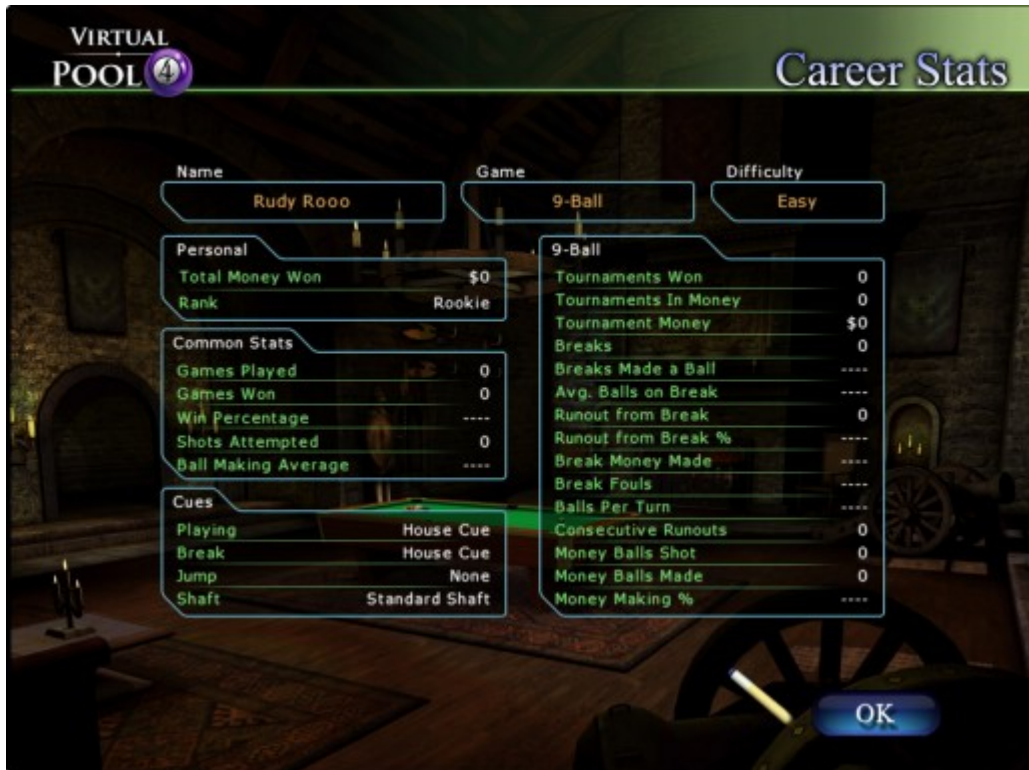 VIRTUAL
POOL 4
Career Stats
Name
Game
Difficulty
Rudy Rooo
9-Ball
Easy
Personal
Total Money Won $0
Rank Rookie
Common Stats
Games Played 0
Games Won 0
Win Percentage ----
Shots Attempted 0
Ball Making Average ----
Cues
Playing House Cue
Break House Cue
Jump None
Shaft Standard Shaft
9-Ball
Tournaments Won 0
Tournaments In Money 0
Tournament Money $0
Breaks 0
Breaks Made a Ball ----
Avg. Balls on Break ----
Runout from Break 0
Runout from Break % ----
Break Money Made ----
Break Fouls ----
Balls Per Turn ----
Consecutive Runouts 0
Money Balls Shot 0
Money Balls Made 0
Money Making % ----
OK